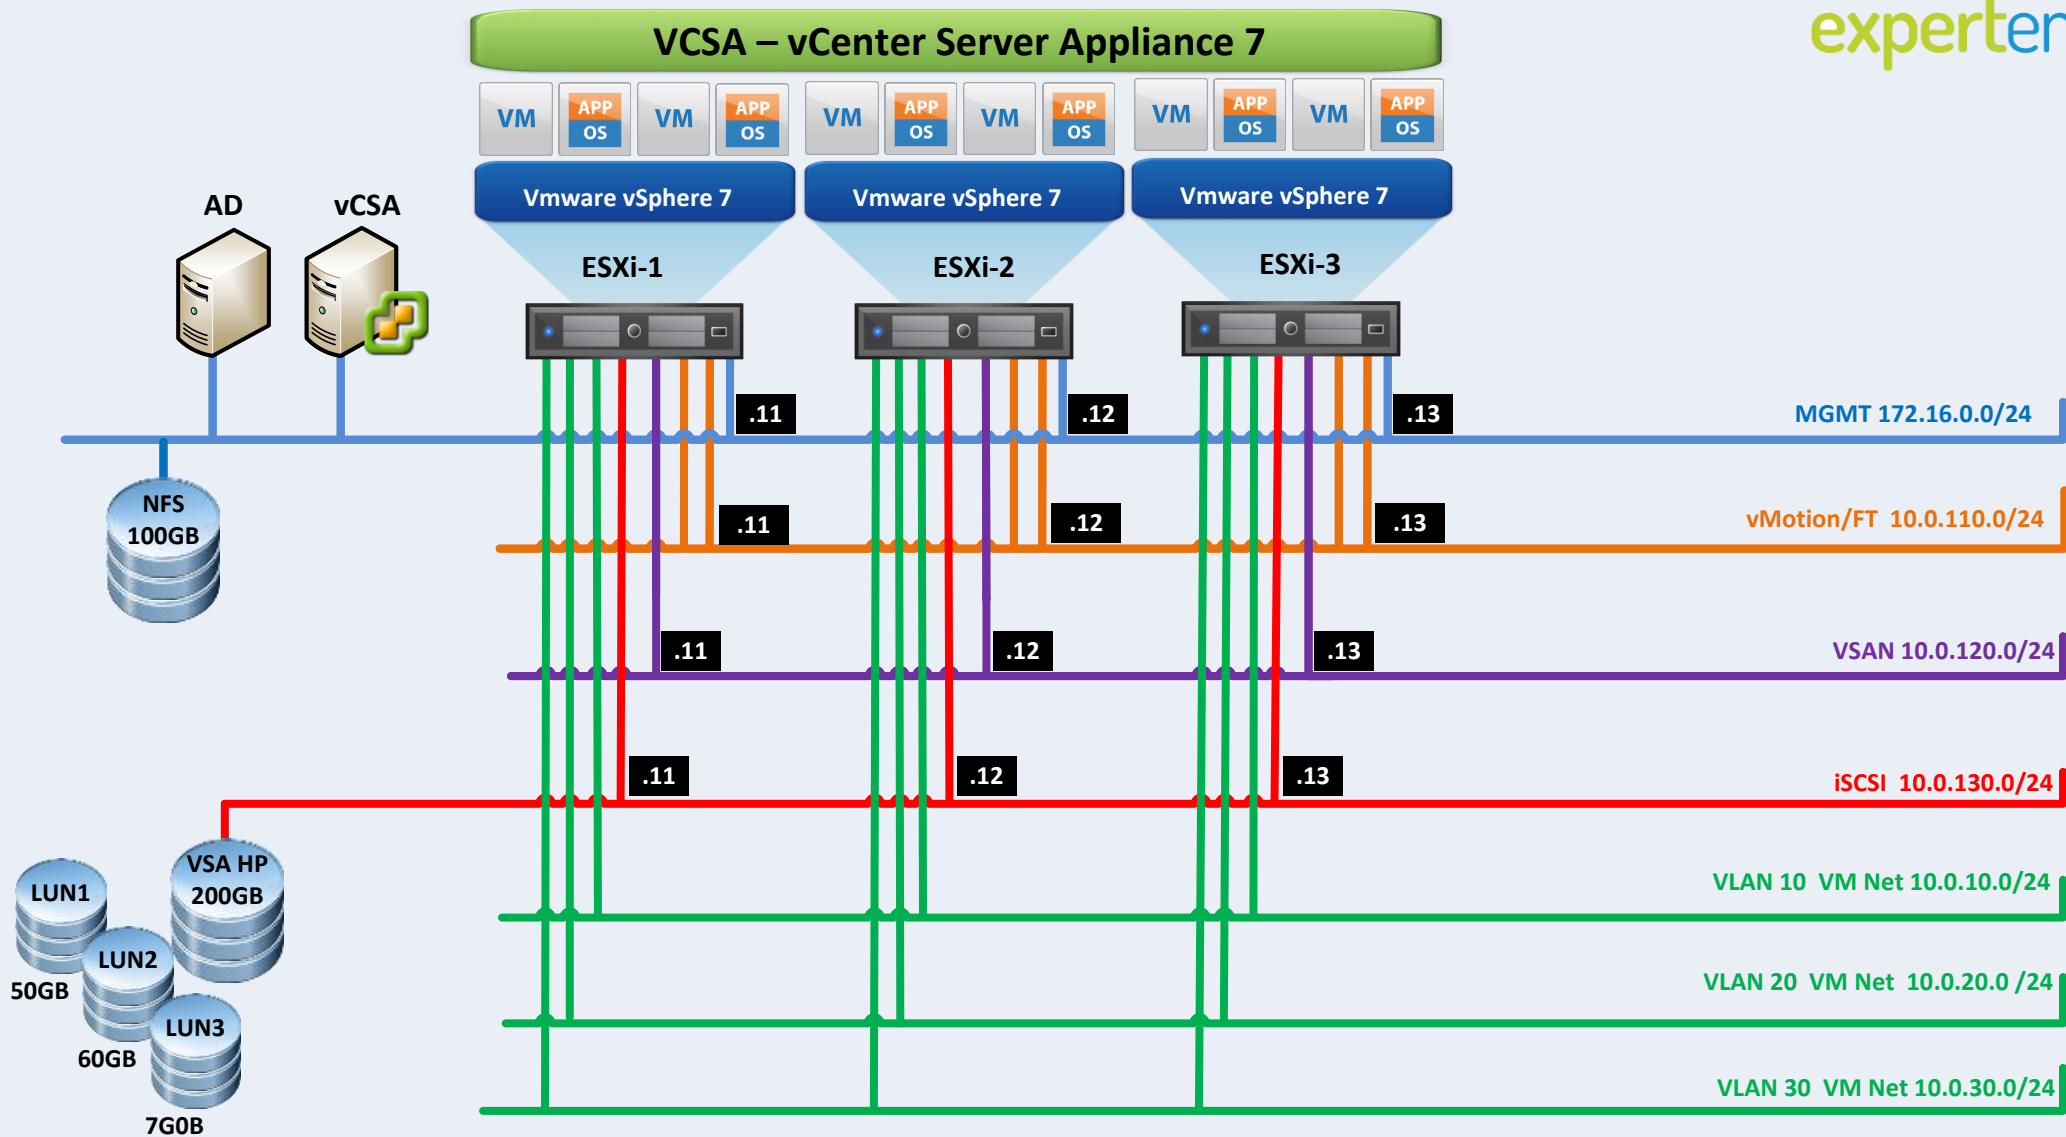 experten
VCSA – vCenter Server Appliance 7
VM
APP
OS
VM
APP
OS
VM
APP
OS
VM
APP
OS
VM
APP
OS
VM
APP
OS
Vmware vSphere 7
Vmware vSphere 7
Vmware vSphere 7
AD
vCSA
ESXi-1
ESXi-2
ESXi-3
.11
.12
.13
MGMT 172.16.0.0/24
NFS
100GB
.11
.12
.13
vMotion/FT 10.0.110.0/24
.11
.12
.13
VSAN 10.0.120.0/24
.11
.12
.13
iSCSI 10.0.130.0/24
VSA HP
200GB
LUN1
50GB
LUN2
60GB
LUN3
7G0B
VLAN 10 VM Net 10.0.10.0/24
VLAN 20 VM Net 10.0.20.0 /24
VLAN 30 VM Net 10.0.30.0/24